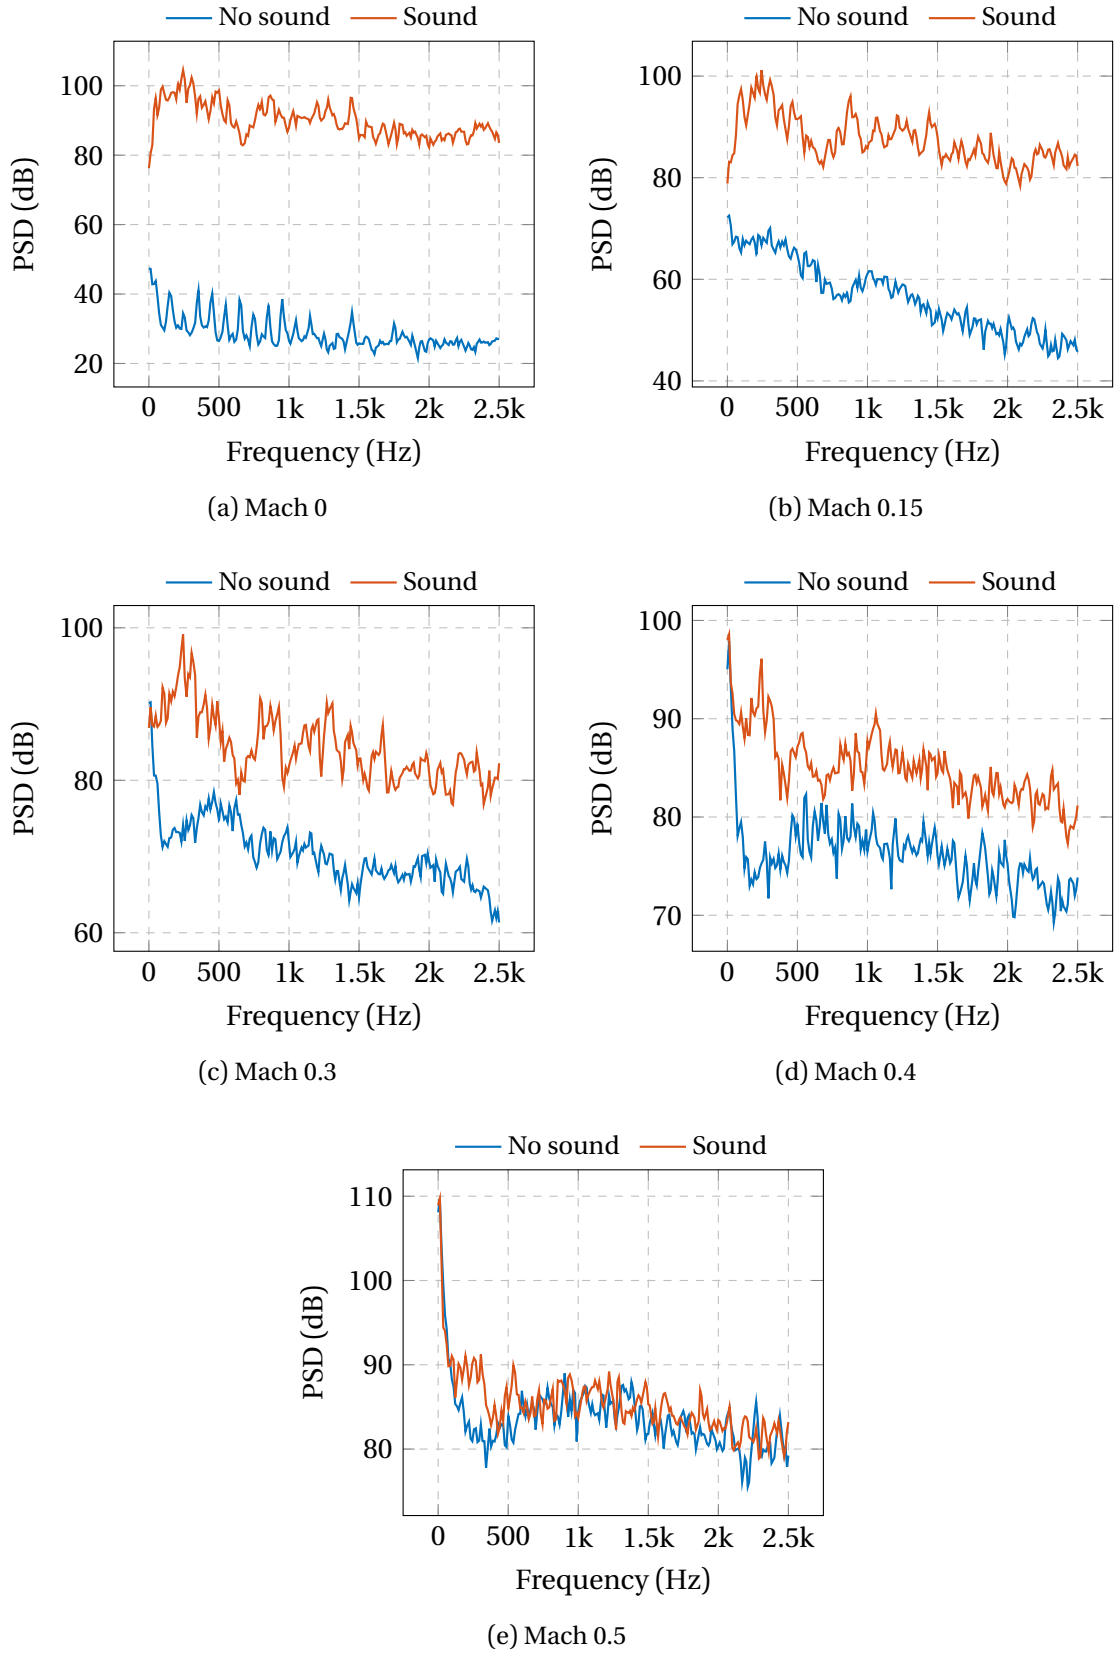 No sound Sound
No sound Sound
100
80
60
40
20
PSD (dB)
0 500 1k 1.5k 2k 2.5k
Frequency (Hz)
(a) Mach 0
100
80
60
40
PSD (dB)
0 500 1k 1.5k 2k 2.5k
Frequency (Hz)
(b) Mach 0.15
No sound Sound
No sound Sound
100
80
60
PSD (dB)
0 500 1k 1.5k 2k 2.5k
Frequency (Hz)
(c) Mach 0.3
100
90
80
70
PSD (dB)
0 500 1k 1.5k 2k 2.5k
Frequency (Hz)
(d) Mach 0.4
No sound Sound
110
100
90
80
PSD (dB)
0 500 1k 1.5k 2k 2.5k
Frequency (Hz)
(e) Mach 0.5